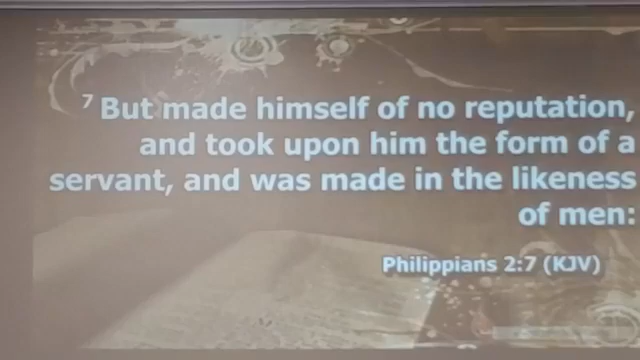 7 But made himself of no reputation,
and took upon him the form of a
servant, and was made in the likeness
of men:
Philippians 2:7 (KJV)